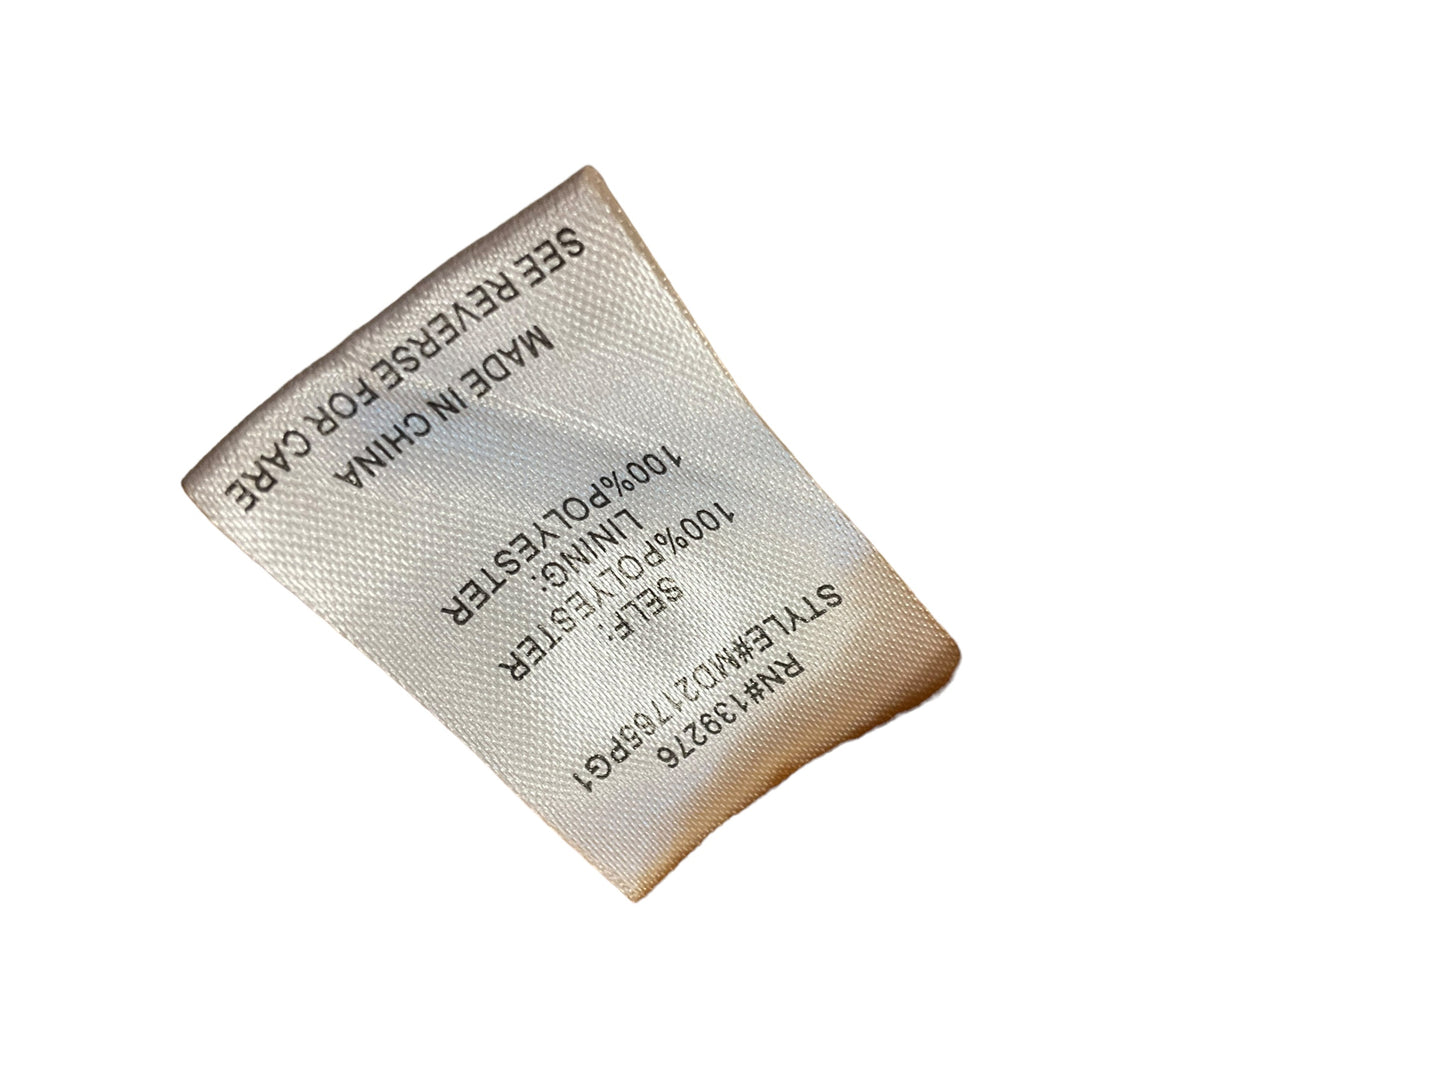 RN#139276
STYLE#MD21765PG1
SELF:
100%POLYESTER
LINING:
100%POLYESTER
MADE IN CHINA
SEE REVERSE FOR CARE